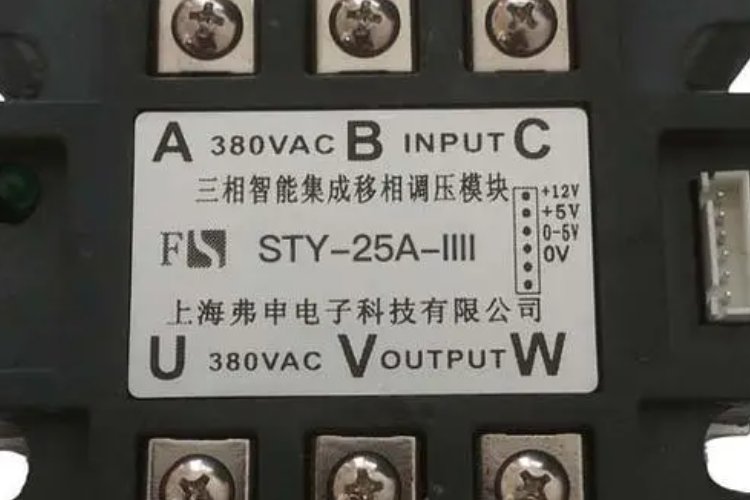 A 380VAC B INPUT C
三相智能集成移相调压模块
+12V
+5V
0-5V
0V
FS STY-25A-IIII
上海弗申电子科技有限公司
U 380VAC V OUTPUT W